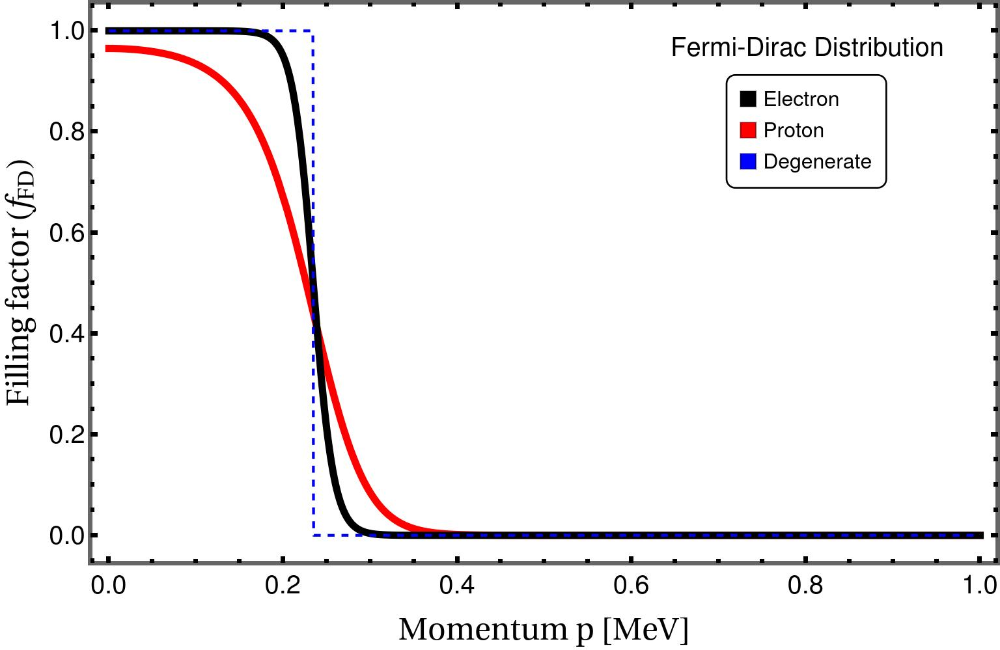 Fermi-Dirac Distribution
Electron
Proton
Degenerate
Filling factor (fFD)
1.0
0.8
0.6
0.4
0.2
0.0
0.0 0.2 0.4 0.6 0.8 1.0
Momentum p [MeV]